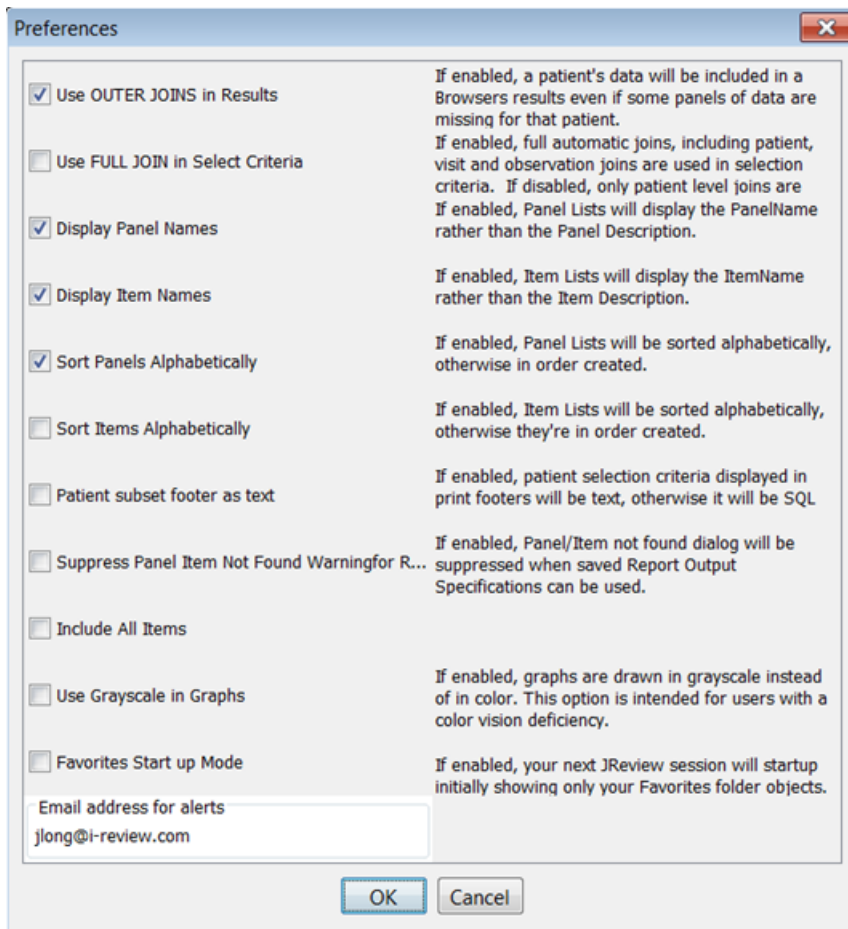 Preferences
Use OUTER JOINS in Results
If enabled, a patient's data will be included in a
Browsers results even if some panels of data are
missing for that patient.
Use FULL JOIN in Select Criteria
If enabled, full automatic joins, including patient,
visit and observation joins are used in selection
criteria.  If disabled, only patient level joins are
Display Panel Names
If enabled, Panel Lists will display the PanelName
rather than the Panel Description.
Display Item Names
If enabled, Item Lists will display the ItemName
rather than the Item Description.
Sort Panels Alphabetically
If enabled, Panel Lists will be sorted alphabetically,
otherwise in order created.
Sort Items Alphabetically
If enabled, Item Lists will be sorted alphabetically,
otherwise they're in order created.
Patient subset footer as text
If enabled, patient selection criteria displayed in
print footers will be text, otherwise it will be SQL
Suppress Panel Item Not Found Warningfor R...
If enabled, Panel/Item not found dialog will be
suppressed when saved Report Output
Specifications can be used.
Include All Items
Use Grayscale in Graphs
If enabled, graphs are drawn in grayscale instead
of in color. This option is intended for users with a
color vision deficiency.
Favorites Start up Mode
If enabled, your next JReview session will startup
initially showing only your Favorites folder objects.
Email address for alerts
jlong@i-review.com
OK
Cancel